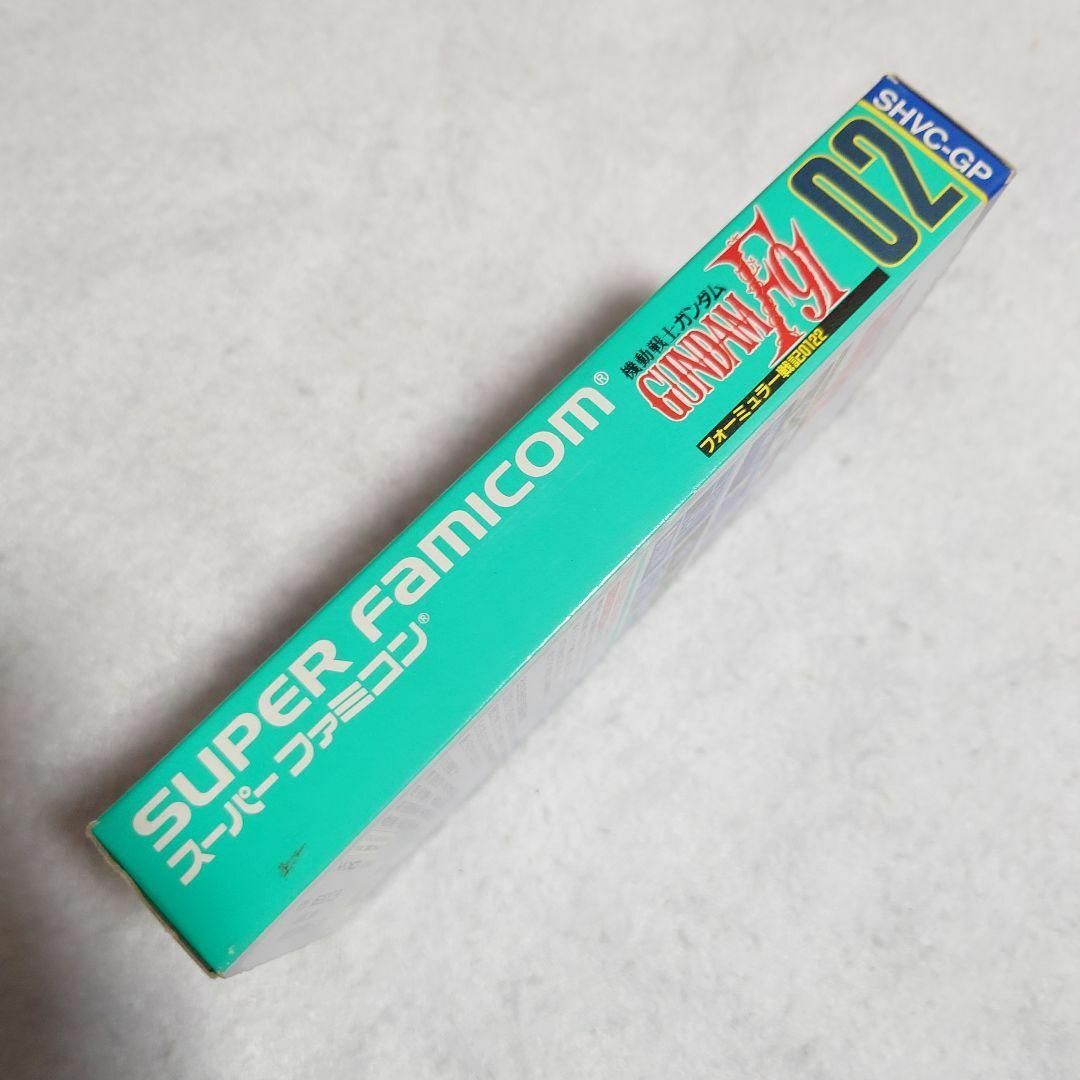 SUPER Famicom®
スーパーファミコン®
機動戦士ガンダム
GUNDAM F91
フォーミュラー戦記0122
02
SHVC-GP